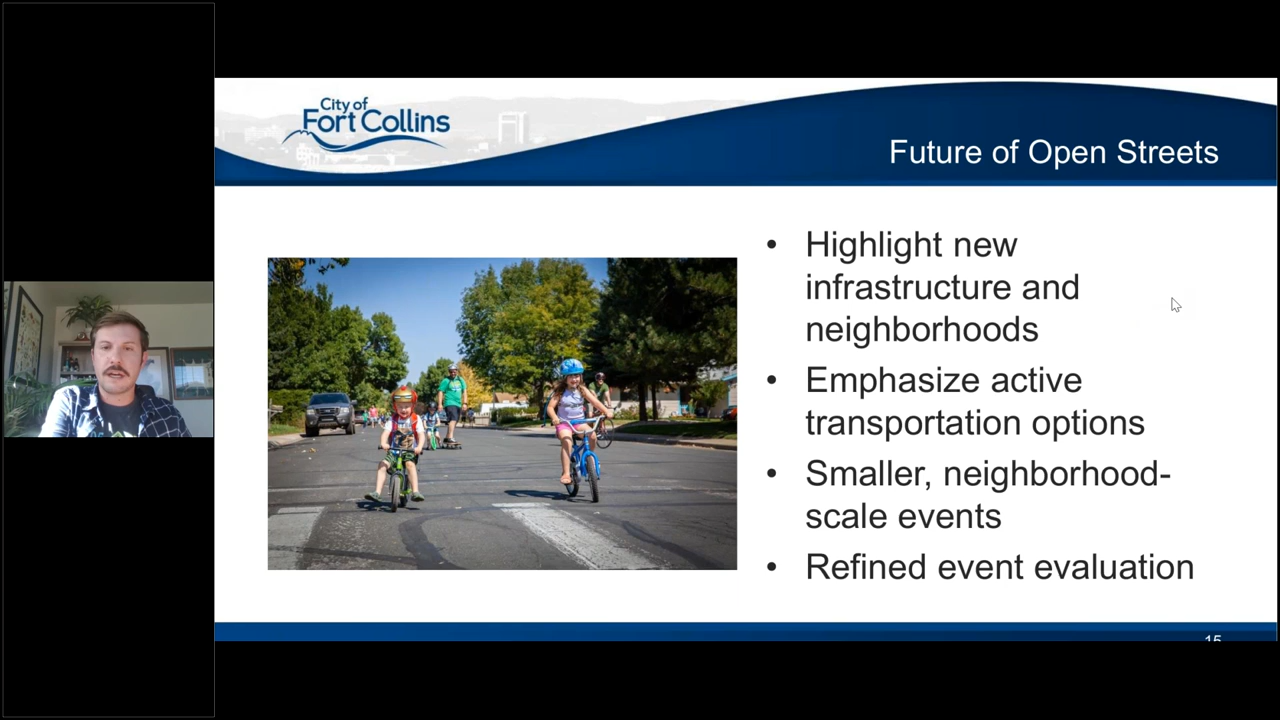 City of
Fort Collins
Future of Open Streets
• Highlight new
infrastructure and
neighborhoods
• Emphasize active
transportation options
• Smaller, neighborhood-
scale events
• Refined event evaluation
15